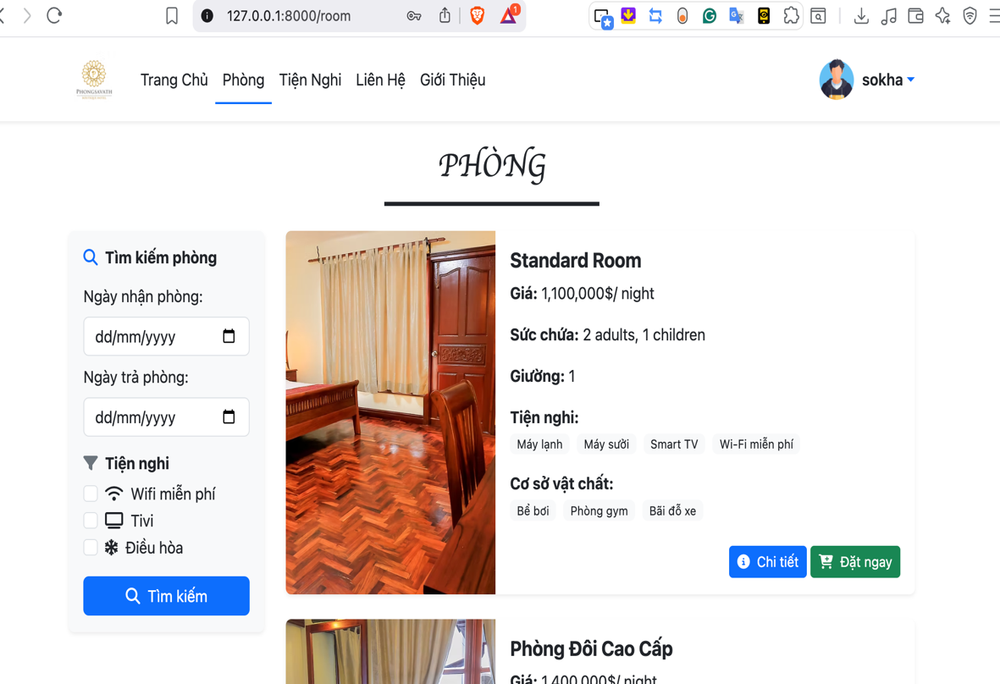 127.0.0.1:8000/room
1
PHONGSAVATH
Trang Chủ
Phòng
Tiện Nghi
Liên Hệ
Giới Thiệu
sokha
PHÒNG
Tìm kiếm phòng
Ngày nhận phòng:
dd/mm/yyyy
Ngày trả phòng:
dd/mm/yyyy
Tiện nghi
Wifi miễn phí
Tivi
Điều hòa
Tìm kiếm
Standard Room
Giá: 1,100,000$/ night
Sức chứa: 2 adults, 1 children
Giường: 1
Tiện nghi:
Máy lạnh
Máy sưởi
Smart TV
Wi-Fi miễn phí
Cơ sở vật chất:
Bể bơi
Phòng gym
Bãi đỗ xe
Chi tiết
Đặt ngay
Phòng Đôi Cao Cấp
Giá: 1,400,000$/ night